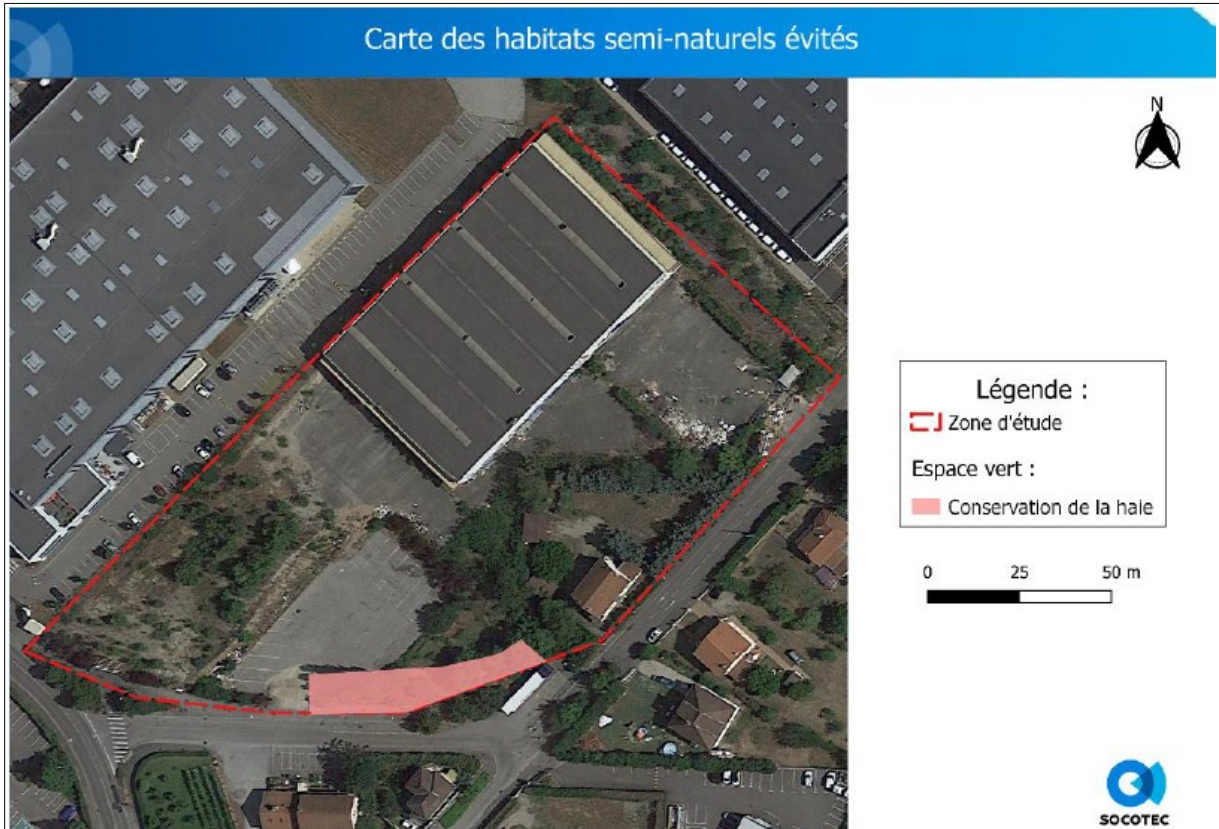 Carte des habitats semi-naturels évités
N
Légende :
Zone d'étude
Espace vert :
Conservation de la haie
0 25 50 m
SOCOTEC